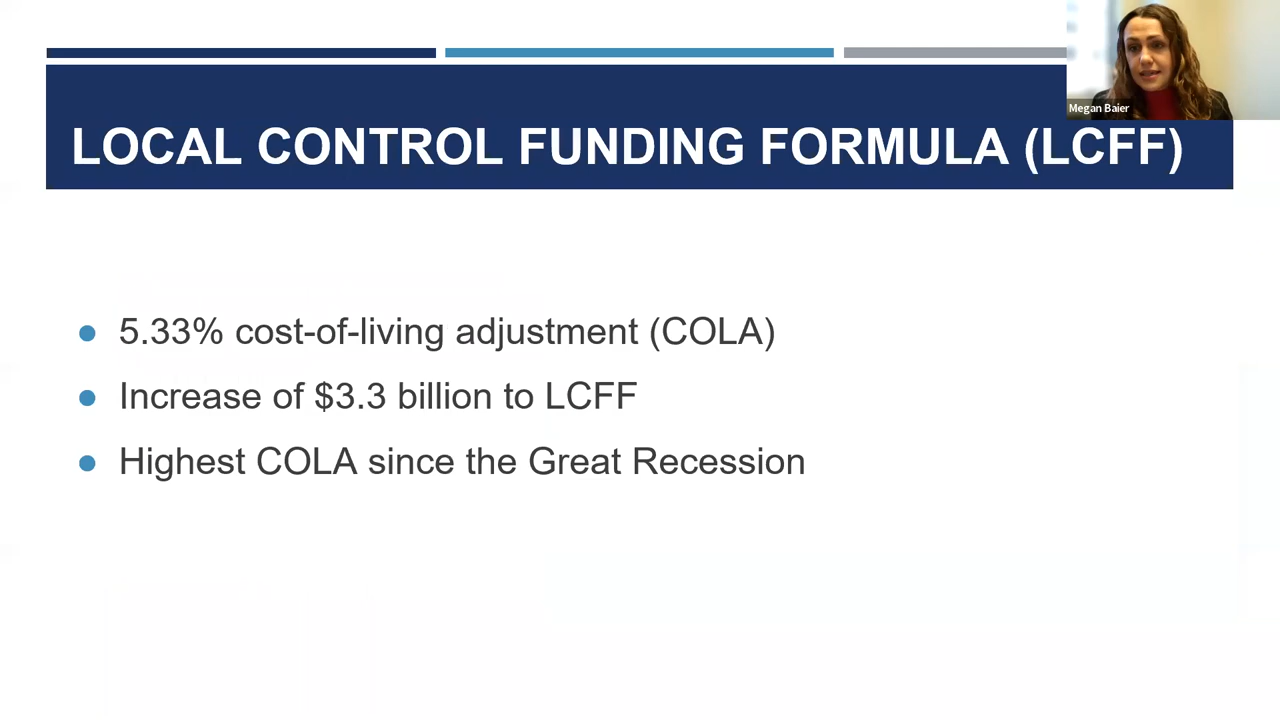 Megan Baier
LOCAL CONTROL FUNDING FORMULA (LCFF)
● 5.33% cost-of-living adjustment (COLA)
● Increase of $3.3 billion to LCFF
● Highest COLA since the Great Recession